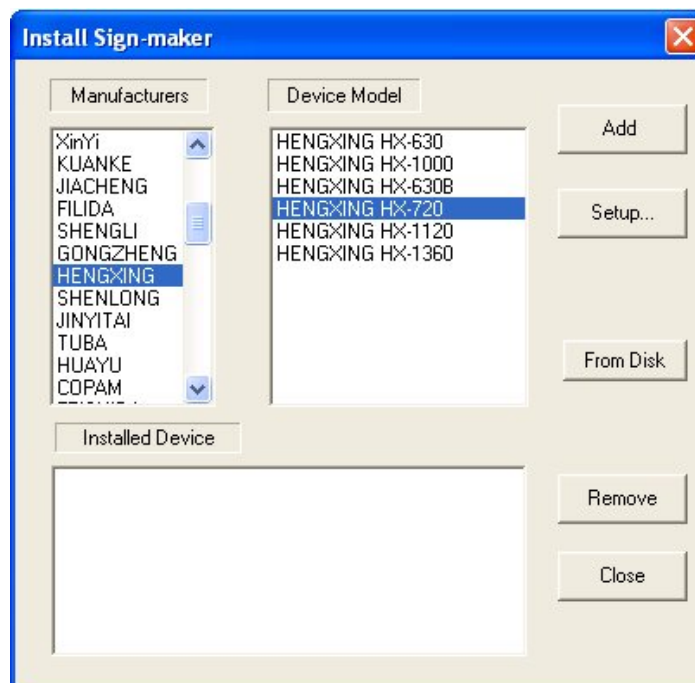 Install Sign-maker
Manufacturers
Device Model
XinYi
KUANKE
JIACHENG
FILIDA
SHENGLI
GONGZHENG
HENGXING
SHENLONG
JINYITAI
TUBA
HUAYU
COPAM
HENGXING HX-630
HENGXING HX-1000
HENGXING HX-630B
HENGXING HX-720
HENGXING HX-1120
HENGXING HX-1360
Add
Setup...
From Disk
Installed Device
Remove
Close